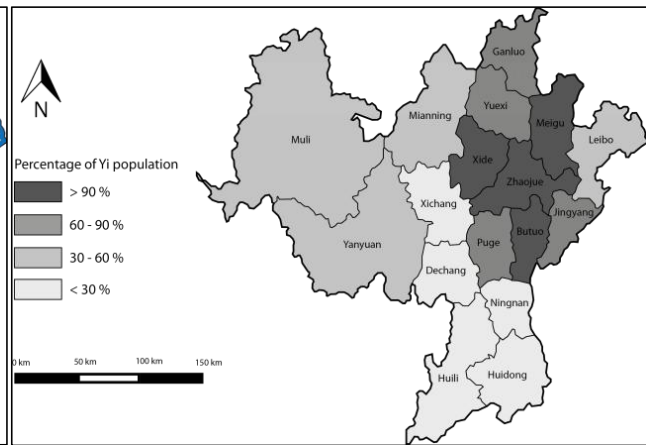 N
Percentage of Yi population
> 90 %
60 - 90 %
30 - 60 %
< 30 %
0 km
50 km
100 km
150 km
Ganluo
Yuexi
Mianning
Meigu
Leibo
Muli
Xide
Zhaojue
Xichang
Jingyang
Butuo
Puge
Yanyuan
Dechang
Ningnan
Huili
Huidong